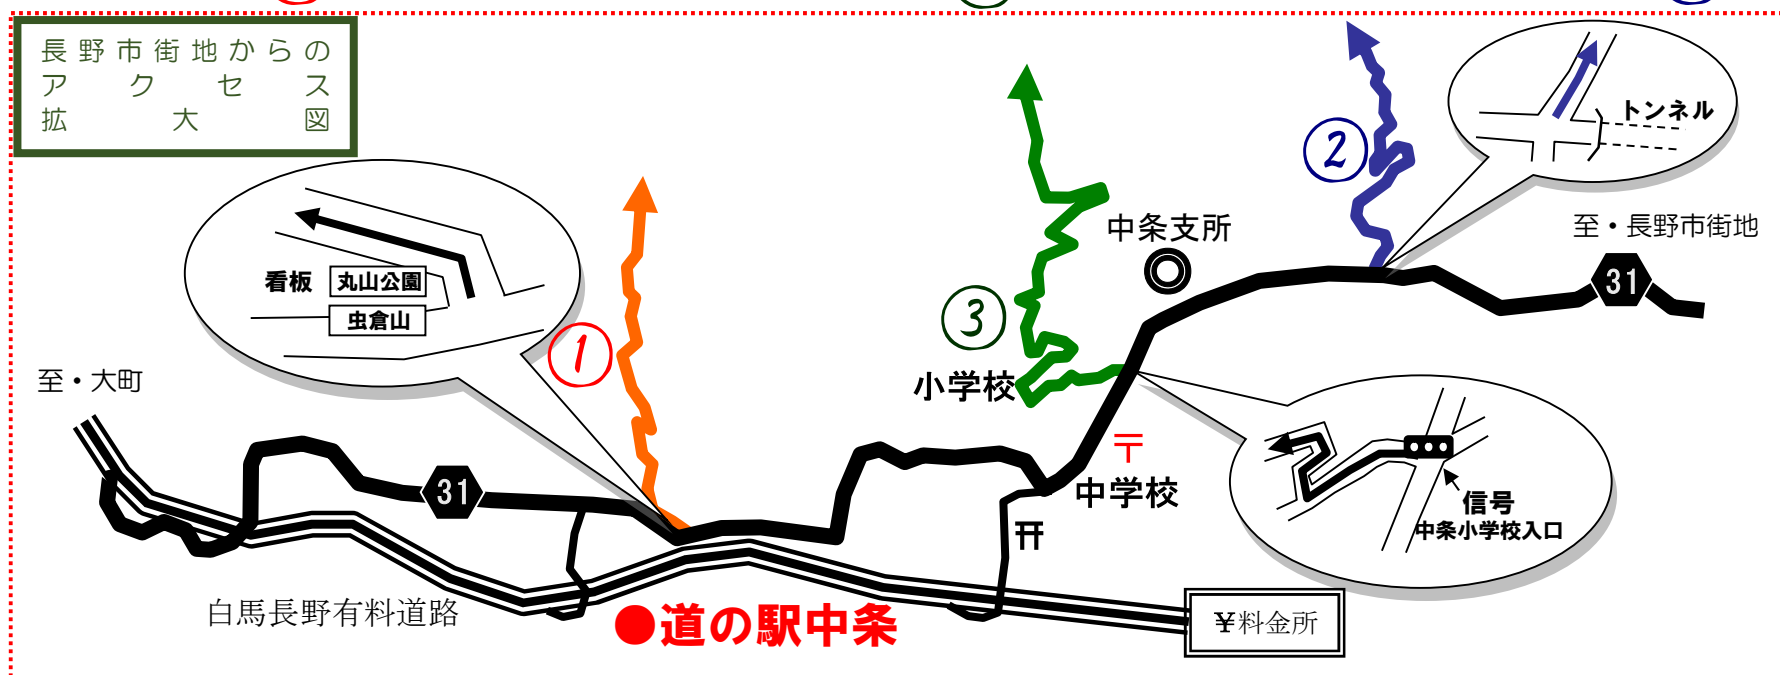 長野市街地からの
アクセス
拡大図
トンネル
②
中条支所
至・長野市街地
31
看板
丸山公園
虫倉山
①
③
小学校
至・大町
31
〒
中学校
信号
中条小学校入口
白馬長野有料道路
●道の駅中条
¥料金所